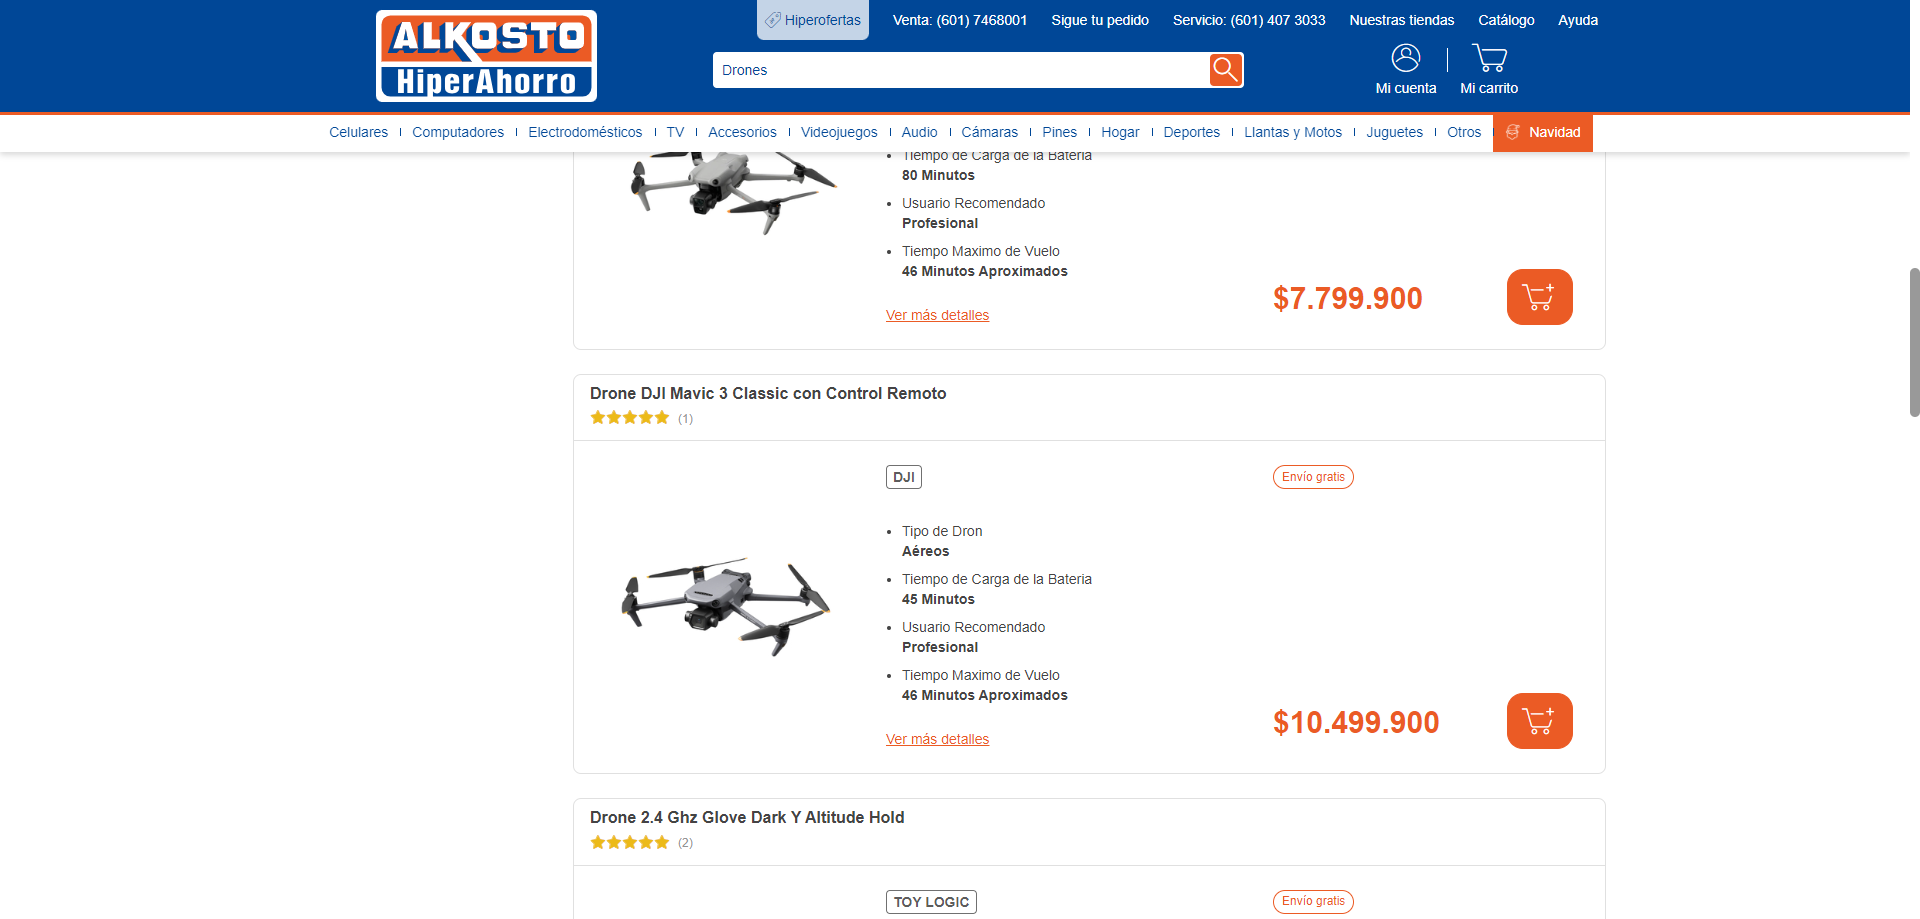 ALKOSTO
HiperAhorro
Hiperofertas
Venta: (601) 7468001
Sigue tu pedido
Servicio: (601) 407 3033
Nuestras tiendas
Catálogo
Ayuda
Drones
Mi cuenta
Mi carrito
Celulares
Computadores
Electrodomésticos
TV
Accesorios
Videojuegos
Audio
Cámaras
Pines
Hogar
Deportes
Llantas y Motos
Juguetes
Otros
Navidad
Tiempo de Carga de la Bateria
80 Minutos
Usuario Recomendado
Profesional
Tiempo Maximo de Vuelo
46 Minutos Aproximados
Ver más detalles
$7.799.900
Drone DJI Mavic 3 Classic con Control Remoto
(1)
DJI
Envío gratis
Tipo de Dron
Aéreos
Tiempo de Carga de la Bateria
45 Minutos
Usuario Recomendado
Profesional
Tiempo Maximo de Vuelo
46 Minutos Aproximados
Ver más detalles
$10.499.900
Drone 2.4 Ghz Glove Dark Y Altitude Hold
(2)
TOY LOGIC
Envío gratis